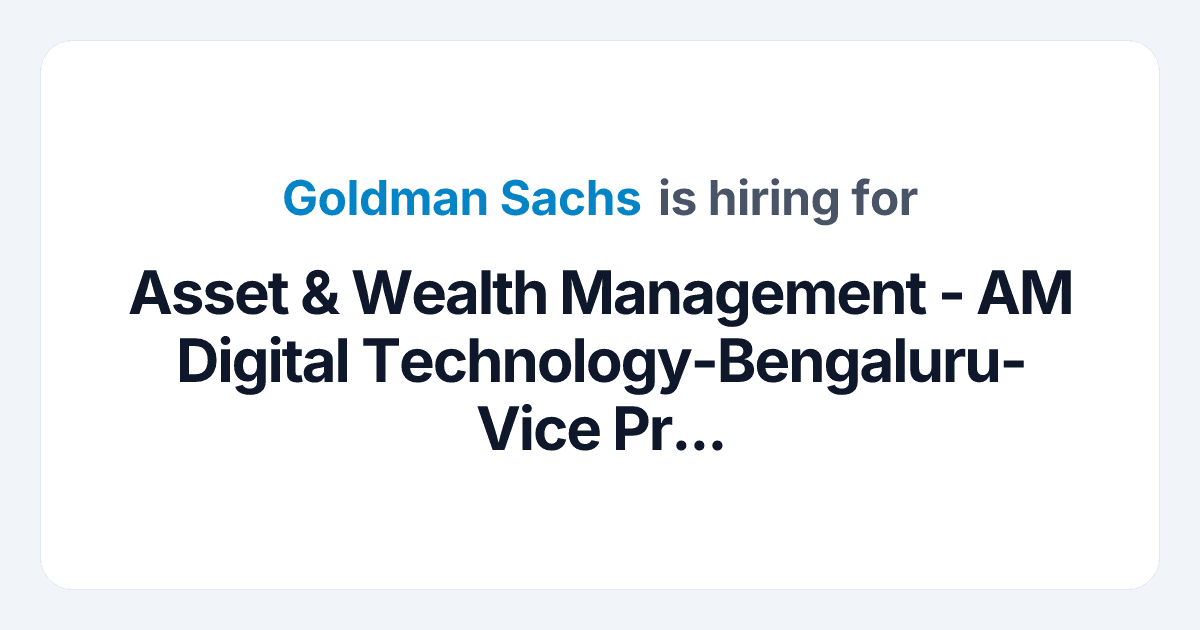 Goldman Sachs is hiring for
Asset & Wealth Management - AM
Digital Technology-Bengaluru-
Vice Pr...